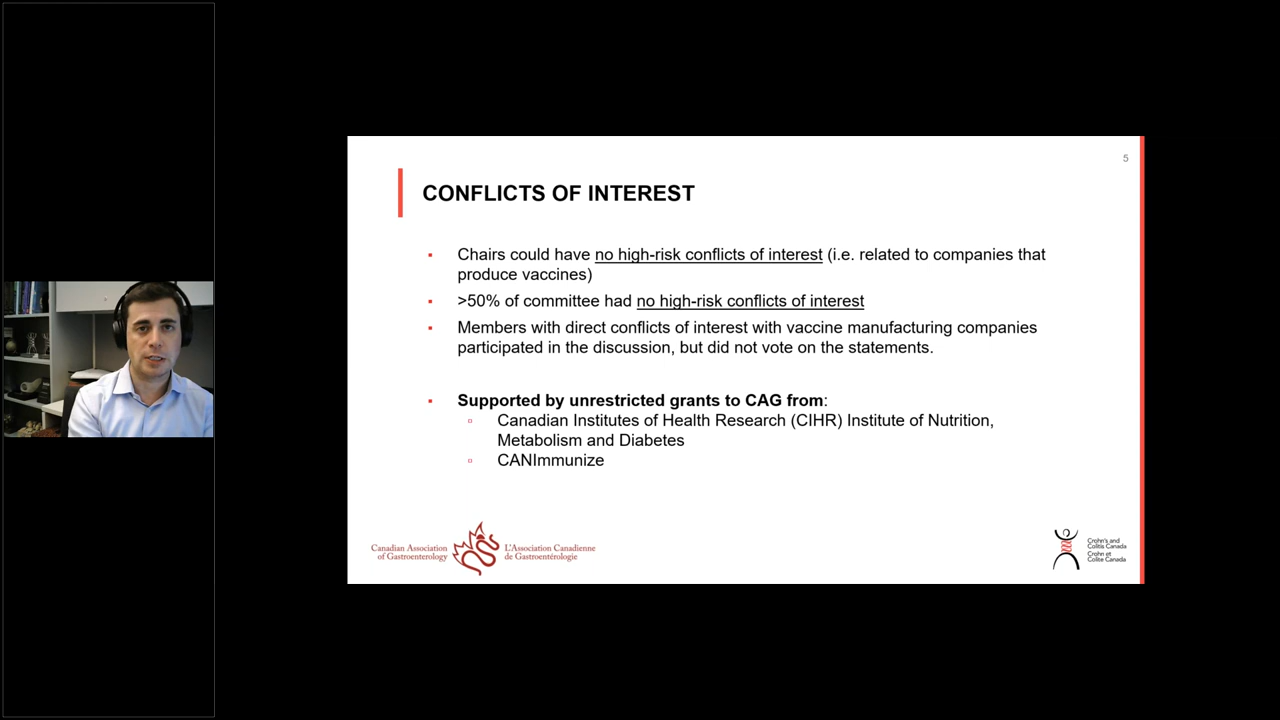 5
CONFLICTS OF INTEREST
▪ Chairs could have no high-risk conflicts of interest (i.e. related to companies that
produce vaccines)
▪ >50% of committee had no high-risk conflicts of interest
▪ Members with direct conflicts of interest with vaccine manufacturing companies
participated in the discussion, but did not vote on the statements.
▪ Supported by unrestricted grants to CAG from:
▫ Canadian Institutes of Health Research (CIHR) Institute of Nutrition,
Metabolism and Diabetes
▫ CANImmunize
Canadian Association
of Gastroenterology
L'Association Canadienne
de Gastroentérologie
Crohn's and
Colitis Canada
Crohn et
Colite Canada